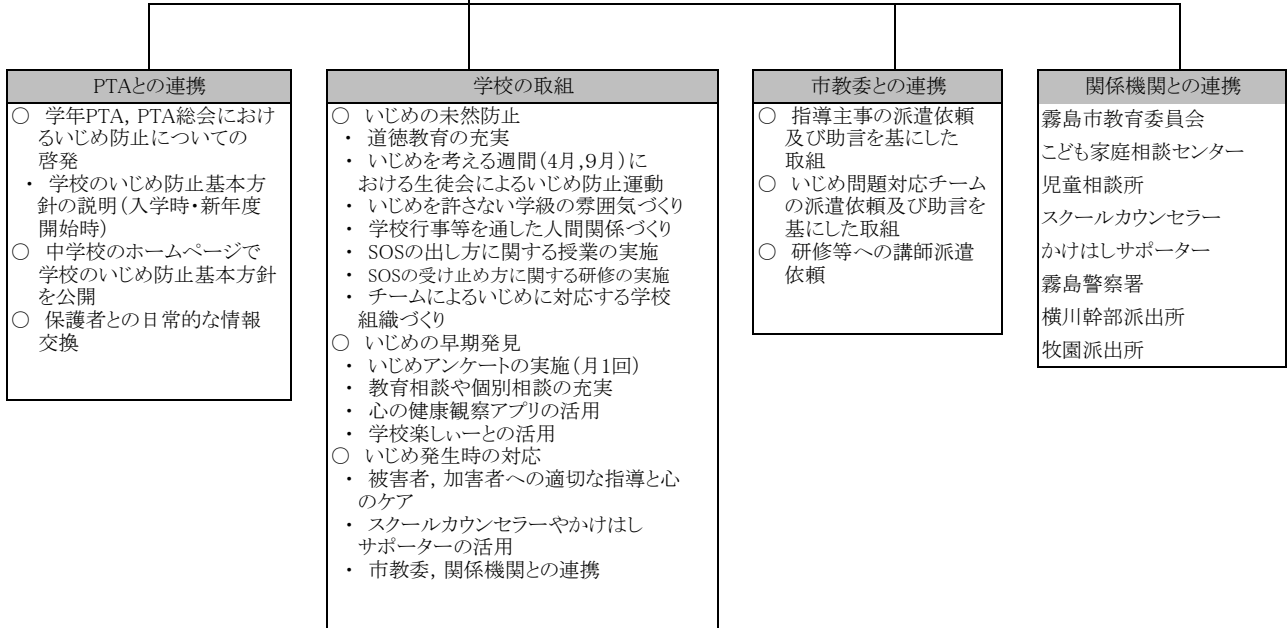 PTAとの連携
○ 学年PTA, PTA総会におけ
るいじめ防止についての
啓発
・ 学校のいじめ防止基本方
針の説明(入学時・新年度
開始時)
○ 中学校のホームページで
学校のいじめ防止基本方針
を公開
○ 保護者との日常的な情報
交換
学校の取組
○ いじめの未然防止
・ 道徳教育の充実
・ いじめを考える週間(4月,9月)に
おける生徒会によるいじめ防止運動
・ いじめを許さない学級の雰囲気づくり
・ 学校行事等を通した人間関係づくり
・ SOSの出し方に関する授業の実施
・ SOSの受け止め方に関する研修の実施
・ チームによるいじめに対応する学校
組織づくり
○ いじめの早期発見
・ いじめアンケートの実施(月1回)
・ 教育相談や個別相談の充実
・ 心の健康観察アプリの活用
・ 学校楽しぃーとの活用
○ いじめ発生時の対応
・ 被害者, 加害者への適切な指導と心
のケア
・ スクールカウンセラーやかけはし
サポーターの活用
・ 市教委, 関係機関との連携
市教委との連携
○ 指導主事の派遣依頼
及び助言を基にした
取組
○ いじめ問題対応チーム
の派遣依頼及び助言を
基にした取組
○ 研修等への講師派遣
依頼
関係機関との連携
霧島市教育委員会
こども家庭相談センター
児童相談所
スクールカウンセラー
かけはしサポーター
霧島警察署
横川幹部派出所
牧園派出所